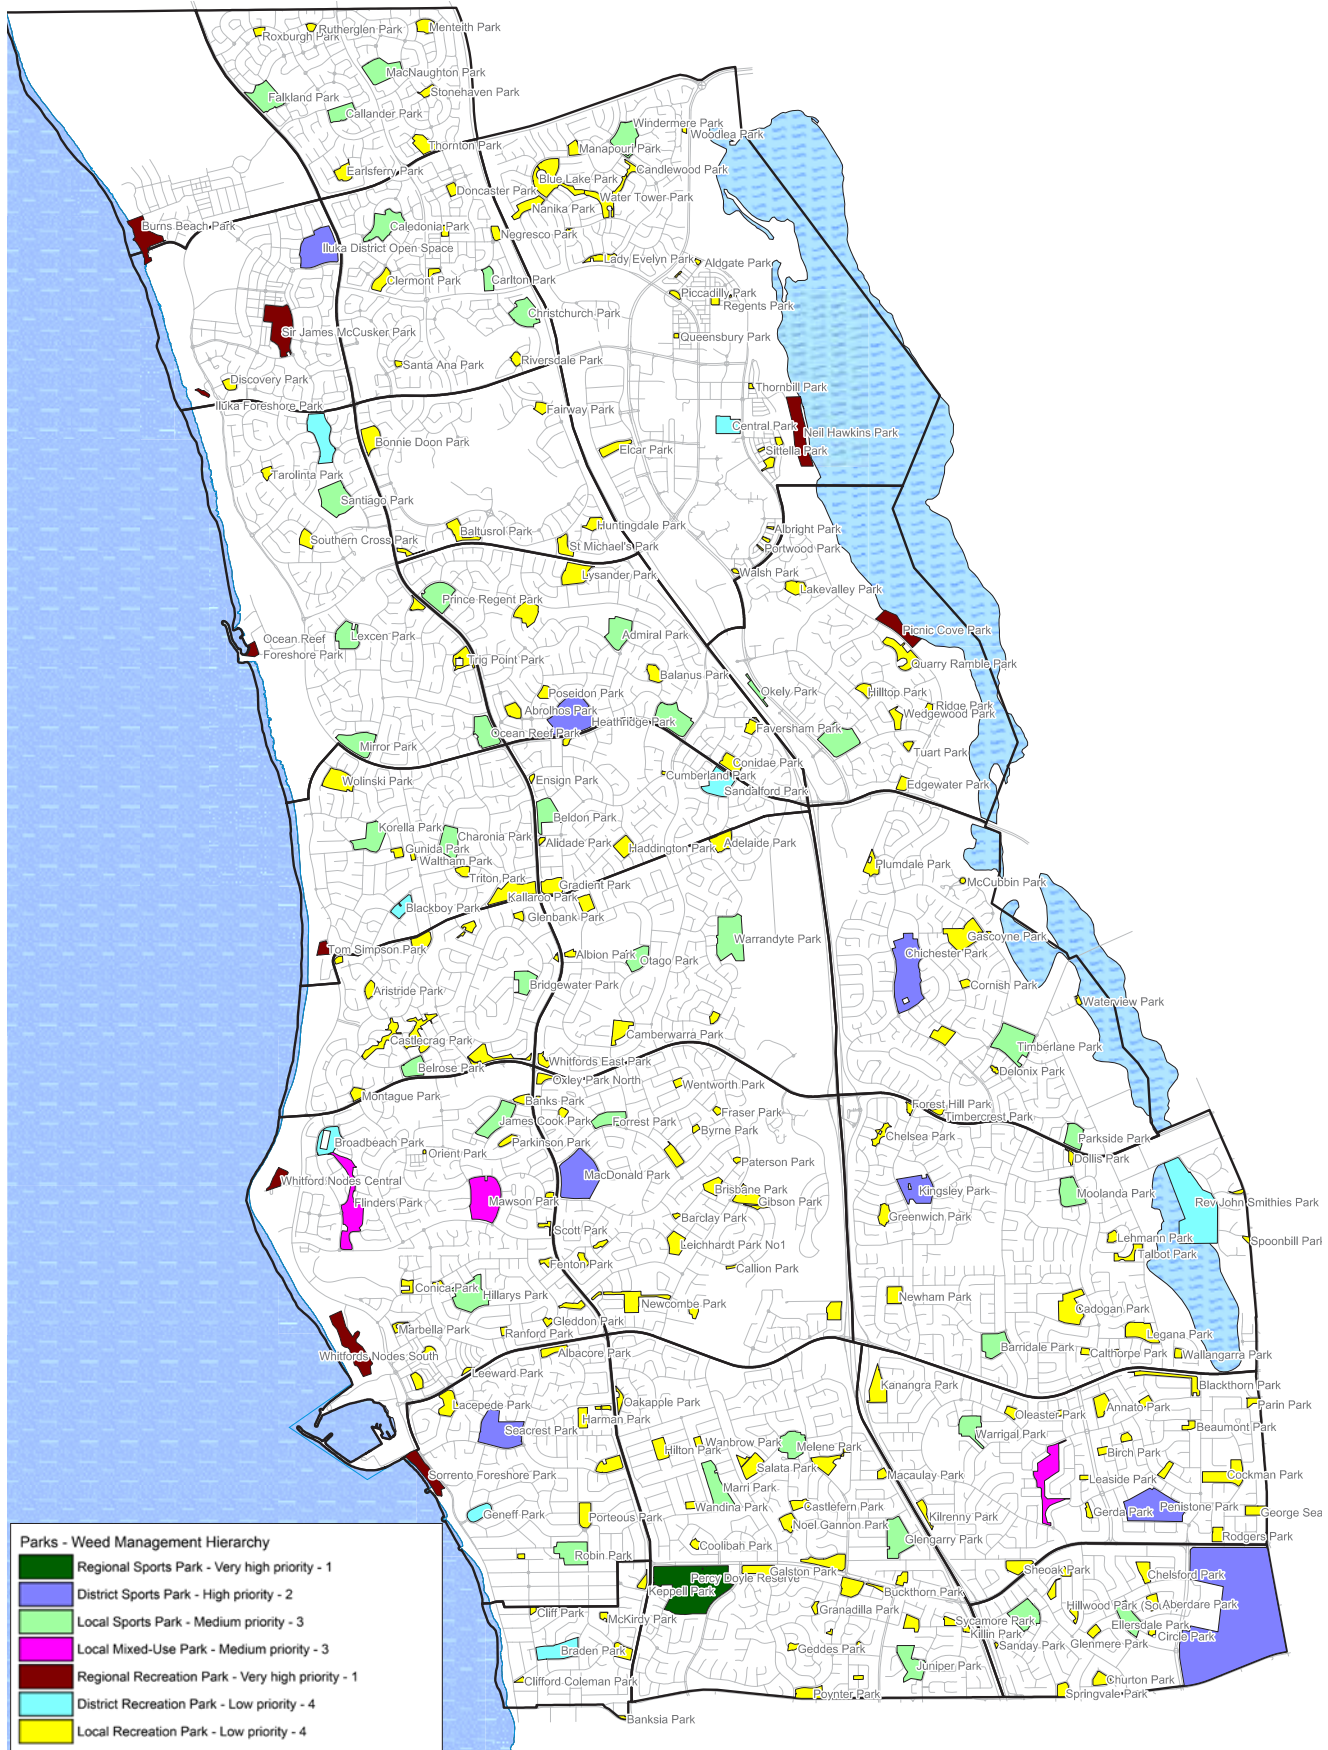 Rutherglen Park
Menteith Park
Roxburgh Park
MacNaughton Park
Stonehaven Park
Falkland Park
Callander Park
Windermere Park
Woodlea Park
Thornton Park
Manapouri Park
Earlsferry Park
Candlewood Park
Blue Lake Park
Doncaster Park
Water Tower Park
Nanika Park
Burns Beach Park
Caledonia Park
Negresco Park
Iluka District Open Space
Lady Evelyn Park
Aldgate Park
Clermont Park
Carlton Park
Piccadilly Park
Regents Park
Christchurch Park
Sir James McCusker Park
Queensbury Park
Santa Ana Park
Riversdale Park
Discovery Park
Thornbill Park
Iluka Foreshore Park
Fairway Park
Central Park
Neil Hawkins Park
Bonnie Doon Park
Elcar Park
Sittella Park
Tarolinta Park
Santiago Park
Huntingdale Park
Baltusrol Park
Albright Park
Southern Cross Park
St Michael's Park
Portwood Park
Lysander Park
Walsh Park
Lakevalley Park
Prince Regent Park
Ocean Reef
Foreshore Park
Lexcen Park
Admiral Park
Picnic Cove Park
Trig Point Park
Quarry Ramble Park
Balanus Park
Poseidon Park
Okely Park
Hilltop Park
Ridge Park
Abrolhos Park
Wedgewood Park
Heathridge Park
Faversham Park
Ocean Reef Park
Mirror Park
Tuart Park
Conidae Park
Wolinski Park
Ensign Park
Cumberland Park
Edgewater Park
Sandalford Park
Beldon Park
Korella Park
Charonia Park
Alidade Park
Adelaide Park
Gunida Park
Haddington Park
Waltham Park
Plumdale Park
Triton Park
Gradient Park
McCubbin Park
Kallaroo Park
Blackboy Park
Glenbank Park
Gascoyne Park
Warrandyte Park
Tom Simpson Park
Chichester Park
Albion Park
Otago Park
Bridgewater Park
Cornish Park
Aristride Park
Waterview Park
Camberwarra Park
Castlecrag Park
Timberlane Park
Whitfords East Park
Belrose Park
Delonix Park
Oxley Park North
Wentworth Park
Montague Park
Banks Park
Forest Hill Park
Fraser Park
Timbercrest Park
James Cook Park
Forrest Park
Byrne Park
Chelsea Park
Parkside Park
Broadbeach Park
Parkinson Park
Orient Park
Dollis Park
Paterson Park
MacDonald Park
Whitford Nodes Central
Brisbane Park
Kingsley Park
Moolanda Park
Flinders Park
Mawson Park
Gibson Park
Rev John Smithies Park
Barclay Park
Greenwich Park
Scott Park
Lehmann Park
Spoonbill Park
Leichhardt Park No1
Talbot Park
Fenton Park
Callion Park
Conica Park
Hillarys Park
Newham Park
Newcombe Park
Cadogan Park
Gleddon Park
Marbella Park
Ranford Park
Legana Park
Barridale Park
Calthorpe Park
Wallangarra Park
Whitfords Nodes South
Albacore Park
Leeward Park
Kanangra Park
Blackthorn Park
Lacepede Park
Oakapple Park
Parin Park
Annato Park
Oleaster Park
Harman Park
Seacrest Park
Beaumont Park
Warrigal Park
Wanbrow Park
Melene Park
Hilton Park
Birch Park
Salata Park
Macaulay Park
Sorrento Foreshore Park
Cockman Park
Leaside Park
Marri Park
Wandina Park
Castlefern Park
Penistone Park
Geneff Park
Porteous Park
Kilrenny Park
Gerda Park
George Sea
Noel Gannon Park
Rodgers Park
Glengarry Park
Coolibah Park
Robin Park
Galston Park
Sheoak Park
Chelsford Park
Percy Doyle Reserve
Keppell Park
Buckthorn Park
Hillwood Park (Sou
Aberdare Park
Cliff Park
Granadilla Park
McKirdy Park
Sycamore Park
Ellersdale Park
Killin Park
Glenmere Park
Circle Park
Geddes Park
Sanday Park
Braden Park
Juniper Park
Clifford Coleman Park
Churton Park
Poynter Park
Springvale Park
Banksia Park
Parks - Weed Management Hierarchy
Regional Sports Park - Very high priority - 1
District Sports Park - High priority - 2
Local Sports Park - Medium priority - 3
Local Mixed-Use Park - Medium priority - 3
Regional Recreation Park - Very high priority - 1
District Recreation Park - Low priority - 4
Local Recreation Park - Low priority - 4